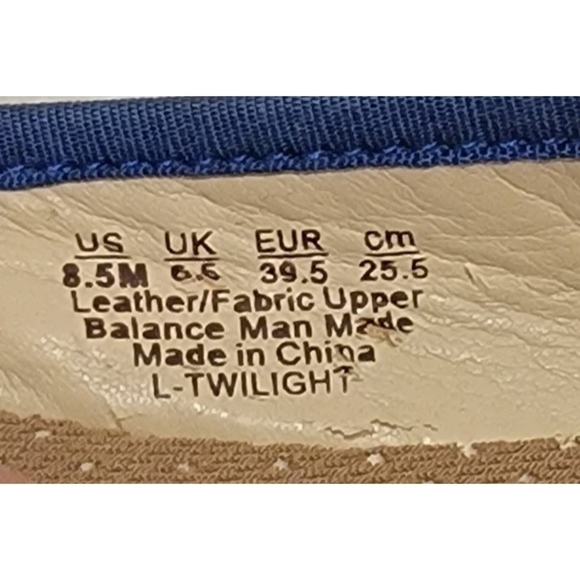 US UK EUR cm
8.5M 6.5 39.5 25.5
Leather/Fabric Upper
Balance Man Made
Made in China
L-TWILIGHT